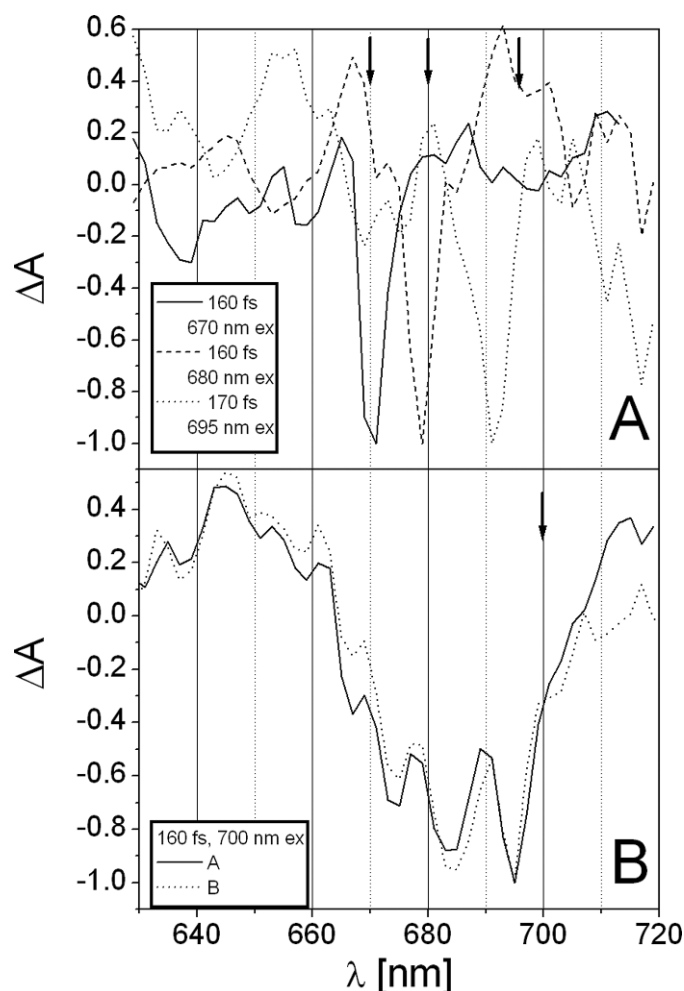 0.6
0.4
0.2
0.0
-0.2
-0.4
-0.6
-0.8
-1.0
ΔA
160 fs
670 nm ex
160 fs
680 nm ex
170 fs
695 nm ex
A
0.4
0.2
0.0
-0.2
-0.4
-0.6
-0.8
-1.0
ΔA
160 fs, 700 nm ex
A
B
B
640 660 680 700 720
λ [nm]